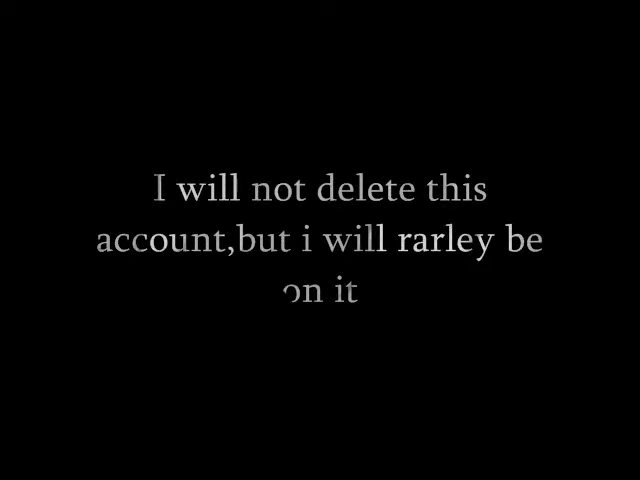 I will not delete this
account,but i will rarley be
on it